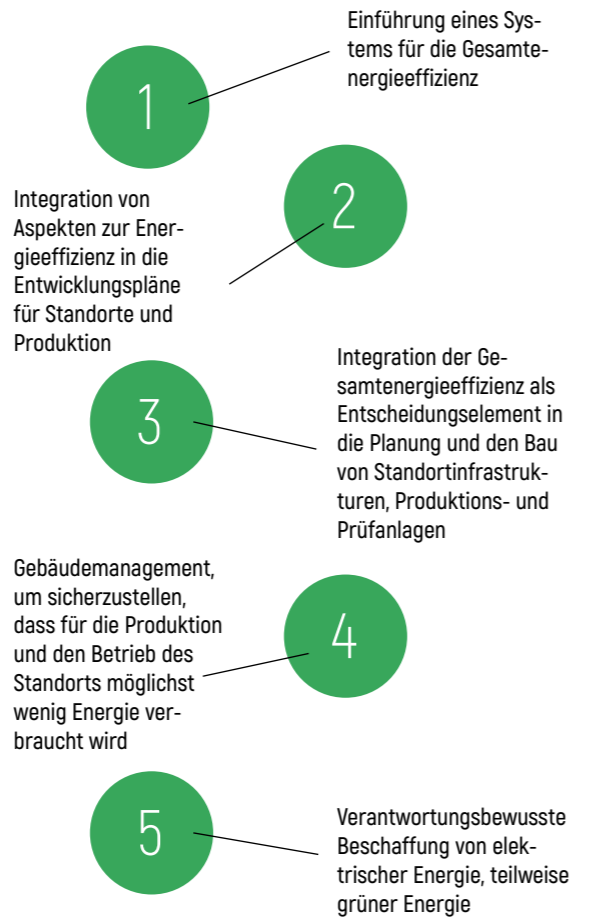 1
Einführung eines Sys-
tems für die Gesamte-
nergieeffizienz
2
Integration von
Aspekten zur Ener-
gieeffizienz in die
Entwicklungspläne
für Standorte und
Produktion
3
Integration der Ge-
samtenergieeffizienz als
Entscheidungselement in
die Planung und den Bau
von Standortinfrastruk-
turen, Produktions- und
Prüfanlagen
4
Gebäudemanagement,
um sicherzustellen,
dass für die Produktion
und den Betrieb des
Standorts möglichst
wenig Energie ver-
braucht wird
5
Verantwortungsbewusste
Beschaffung von elek-
trischer Energie, teilweise
grüner Energie